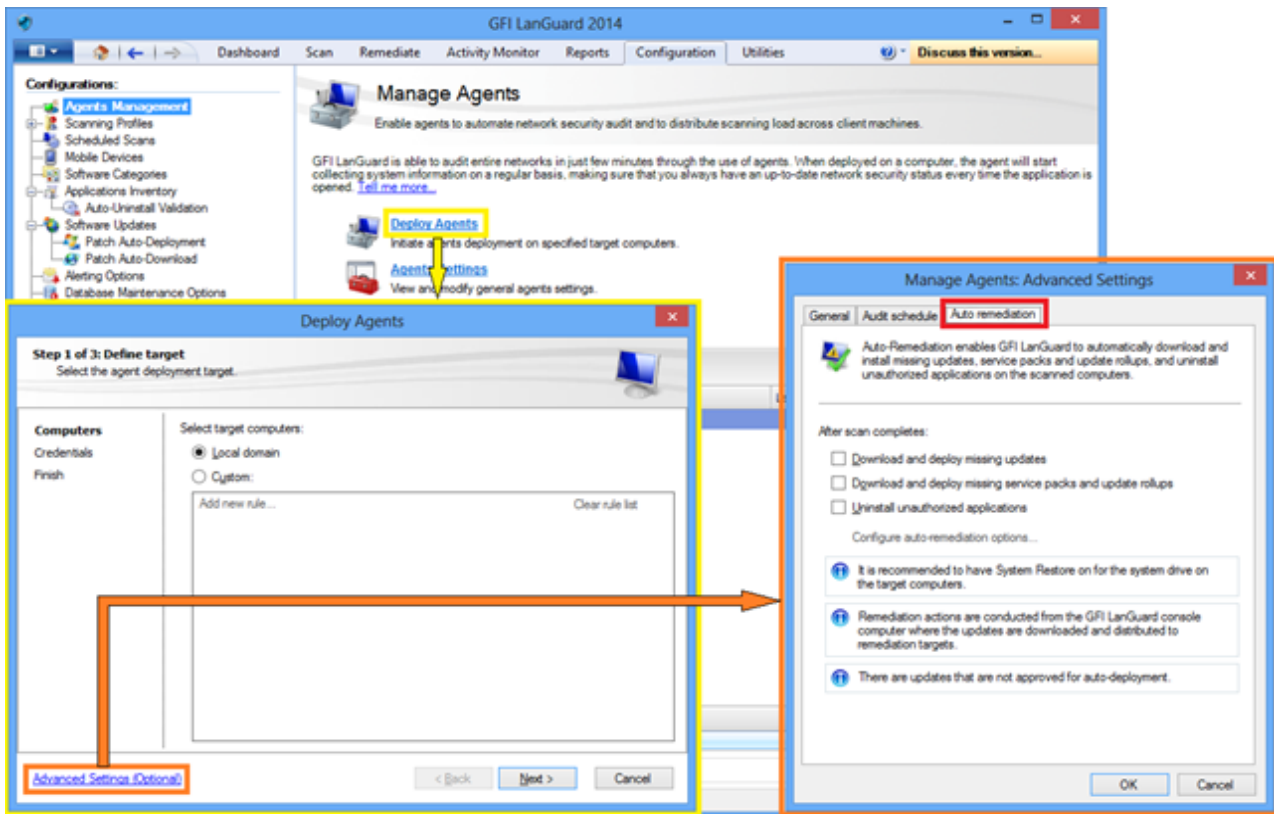 GFI LanGuard 2014
Dashboard Scan Remediate Activity Monitor Reports Configuration Utilities Discuss this version...
Configurations:
Agents Management
Scanning Profiles
Scheduled Scans
Mobile Devices
Software Categories
Applications Inventory
Auto-Uninstall Validation
Software Updates
Patch Auto-Deployment
Patch Auto-Download
Alerting Options
Database Maintenance Options
Manage Agents
Enable agents to automate network security audit and to distribute scanning load across client machines.
GFI LanGuard is able to audit entire networks in just few minutes through the use of agents. When deployed on a computer, the agent will start
collecting system information on a regular basis, making sure that you always have an up-to-date network security status every time the application is
opened. Tell me more...
Deploy Agents
Initiate agents deployment on specified target computers.
Agents Settings
View and modify general agents settings.
Deploy Agents
Step 1 of 3: Define target
Select the agent deployment target.
Computers
Credentials
Finish
Select target computers:
Local domain
Custom:
Add new rule... Clear rule list
Advanced Settings (Optional)
< Back Next > Cancel
Manage Agents: Advanced Settings
General Audit schedule Auto remediation
Auto-Remediation enables GFI LanGuard to automatically download and
install missing updates, service packs and update rollups, and uninstall
unauthorized applications on the scanned computers.
After scan completes:
Download and deploy missing updates
Download and deploy missing service packs and update rollups
Uninstall unauthorized applications
Configure auto-remediation options...
It is recommended to have System Restore on for the system drive on
the target computers.
Remediation actions are conducted from the GFI LanGuard console
computer where the updates are downloaded and distributed to
remediation targets.
There are updates that are not approved for auto-deployment.
OK Cancel